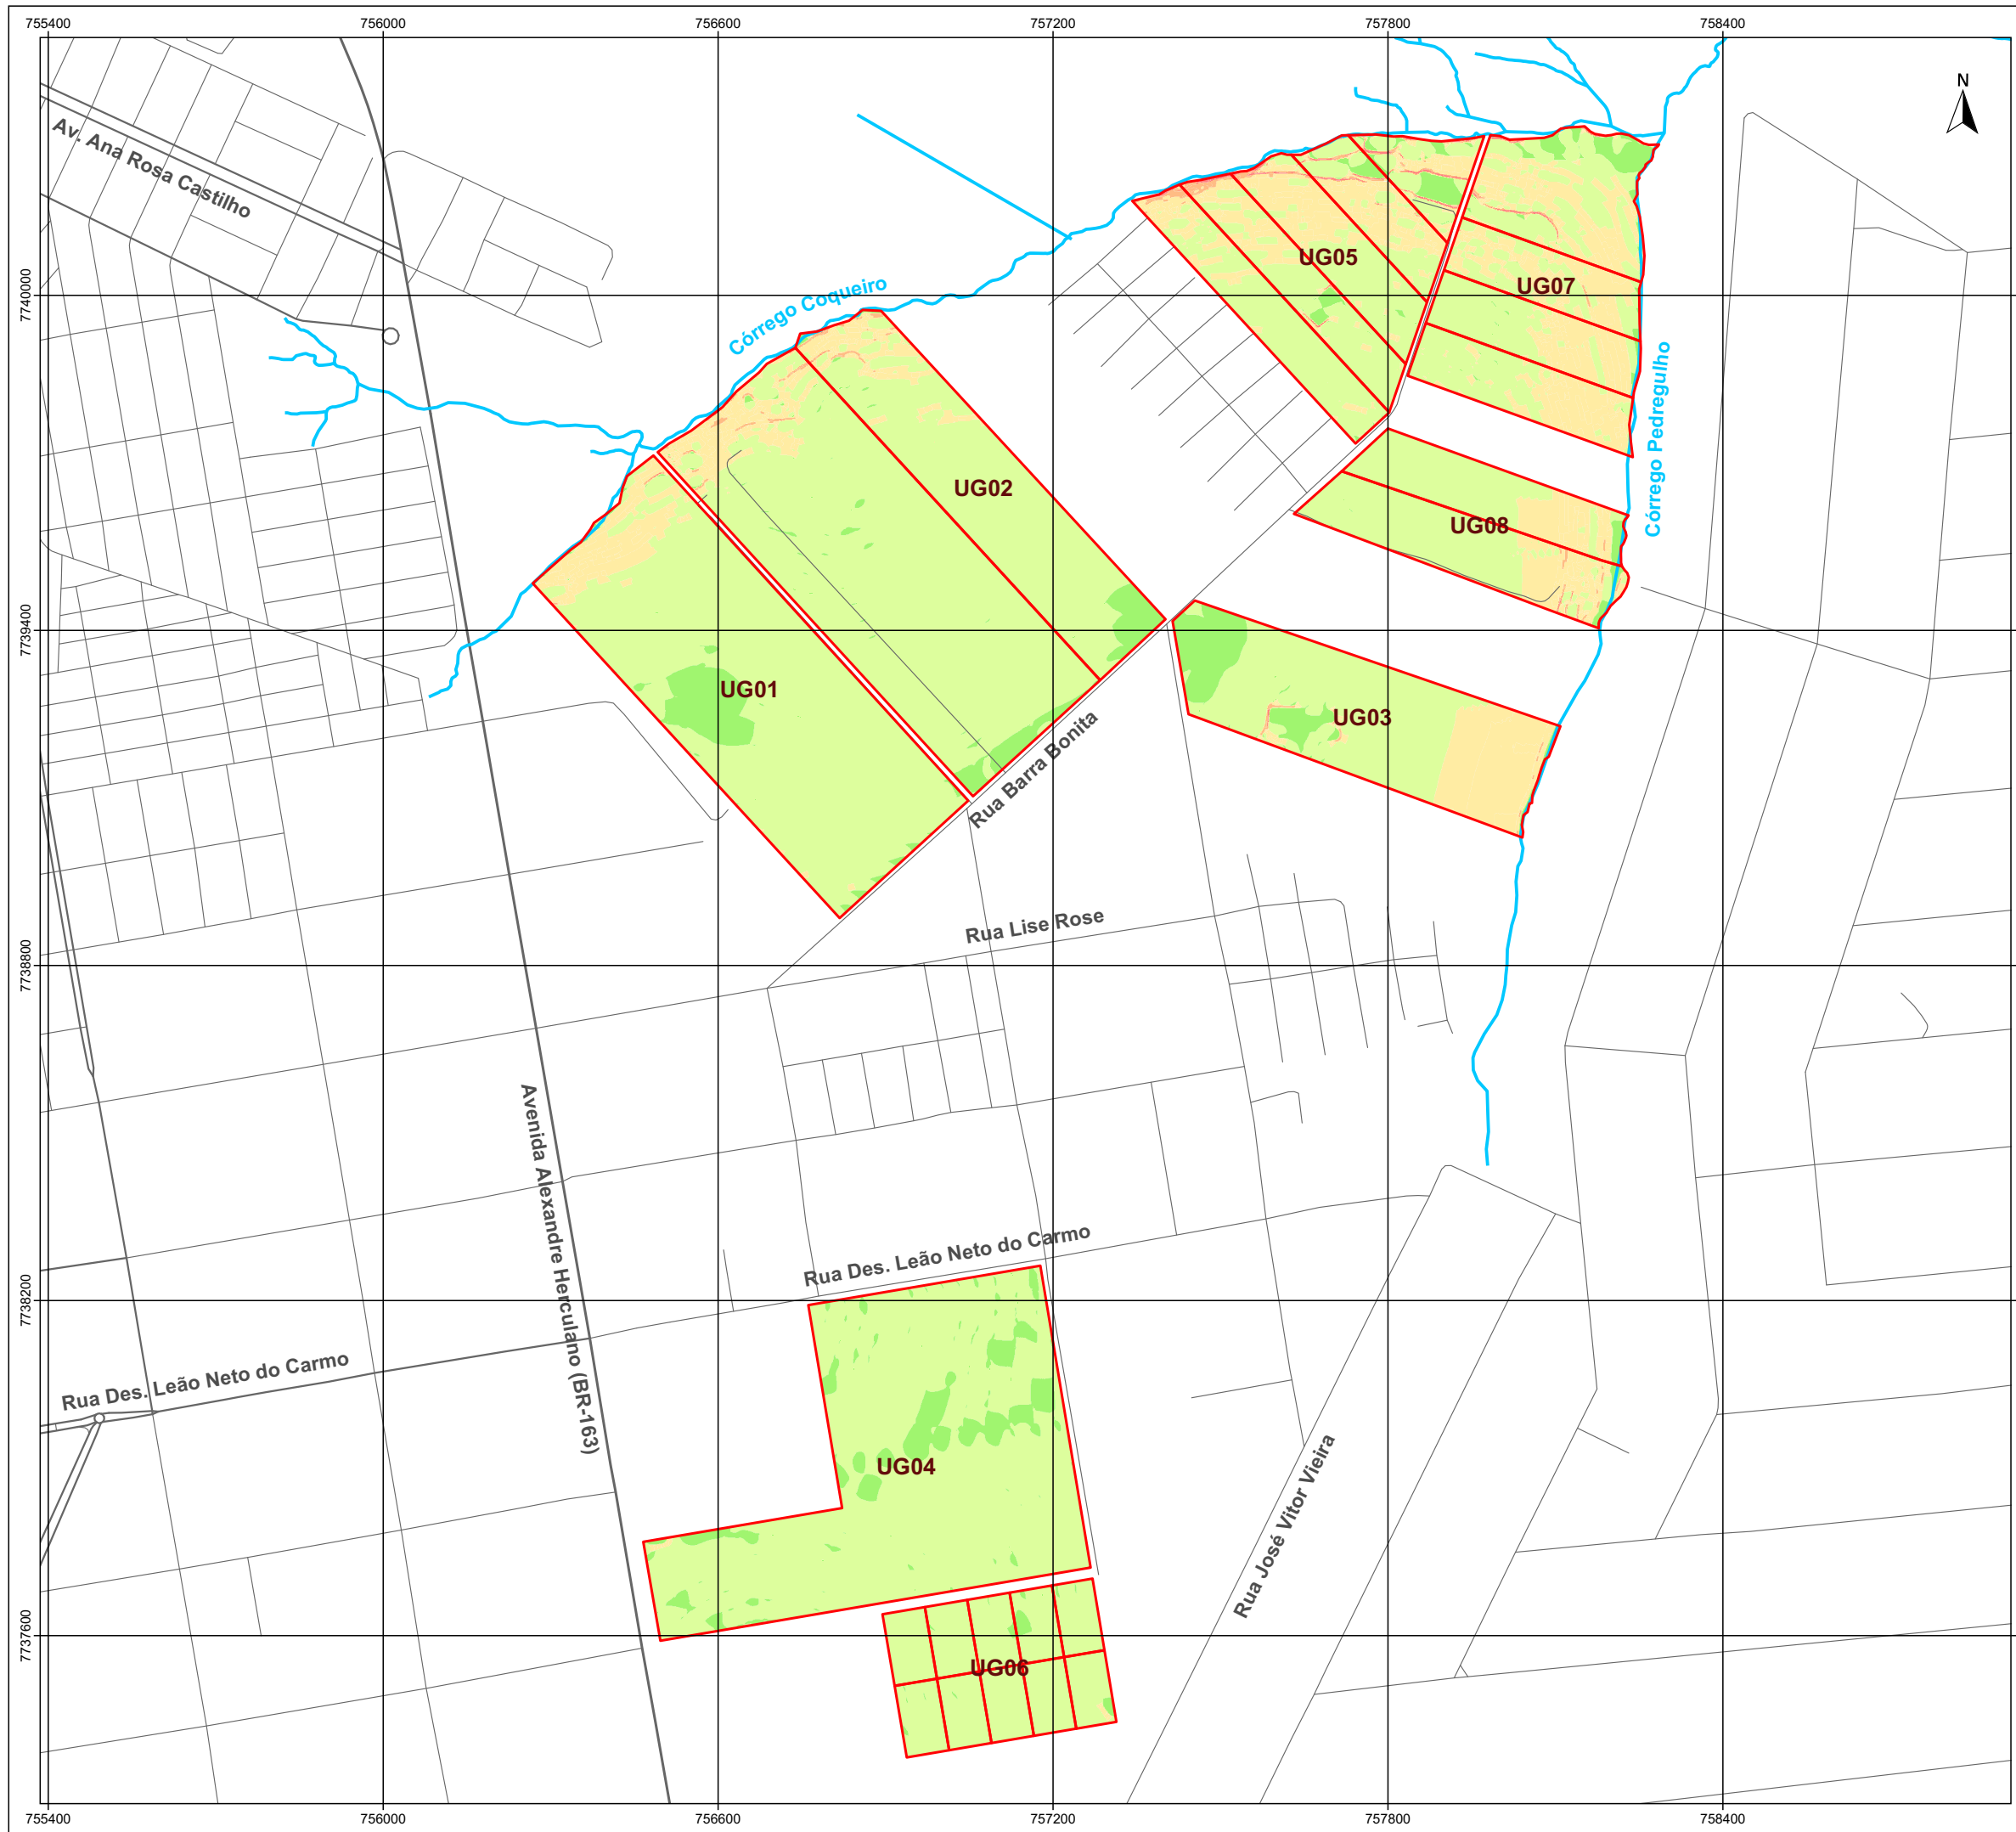 755400
756000
756600
757200
757800
758400
N
Av. Ana Rosa Castilho
UG05
UG07
7740000
Córrego Coqueiro
Córrego Pedregulho
UG02
UG08
7739400
UG01
UG03
Rua Barra Bonita
Rua Lise Rose
7738800
Avenida Alexandre Herculano (BR-163)
Rua Des. Leão Neto do Carmo
7738200
Rua Des. Leão Neto do Carmo
UG04
Rua José Vitor Vieira
7737600
UG06
755400
756000
756600
757200
757800
758400